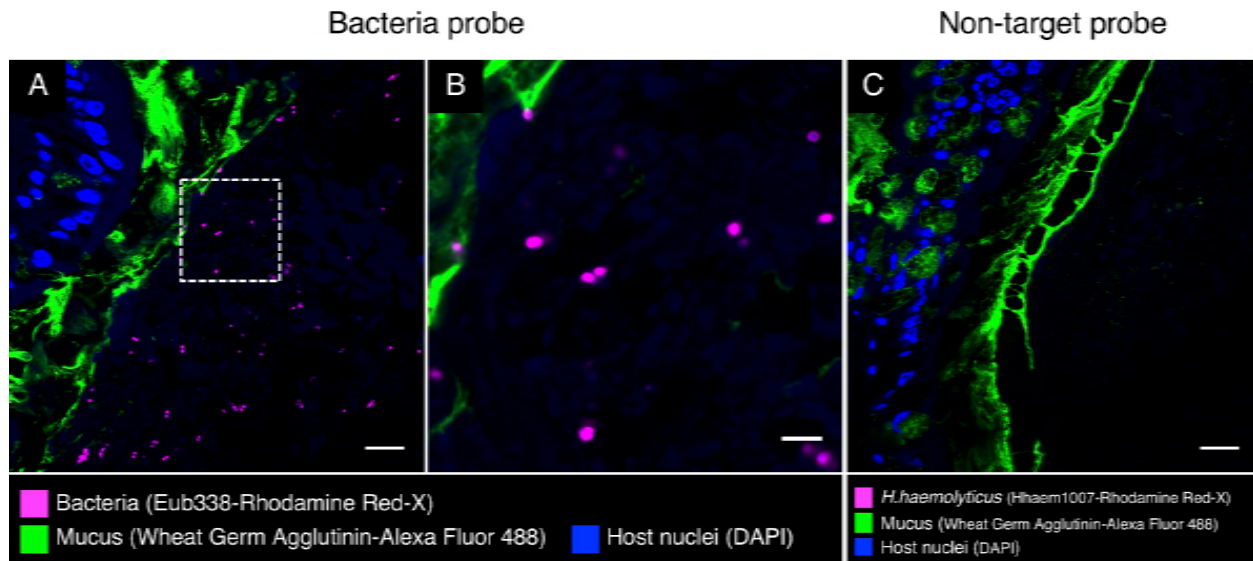 Bacteria probe
Non-target probe
A
B
C
Bacteria (Eub338-Rhodamine Red-X)
Mucus (Wheat Germ Agglutinin-Alexa Fluor 488)
Host nuclei (DAPI)
H.haemolyticus (Hhaem1007-Rhodamine Red-X)
Mucus (Wheat Germ Agglutinin-Alexa Fluor 488)
Host nuclei (DAPI)